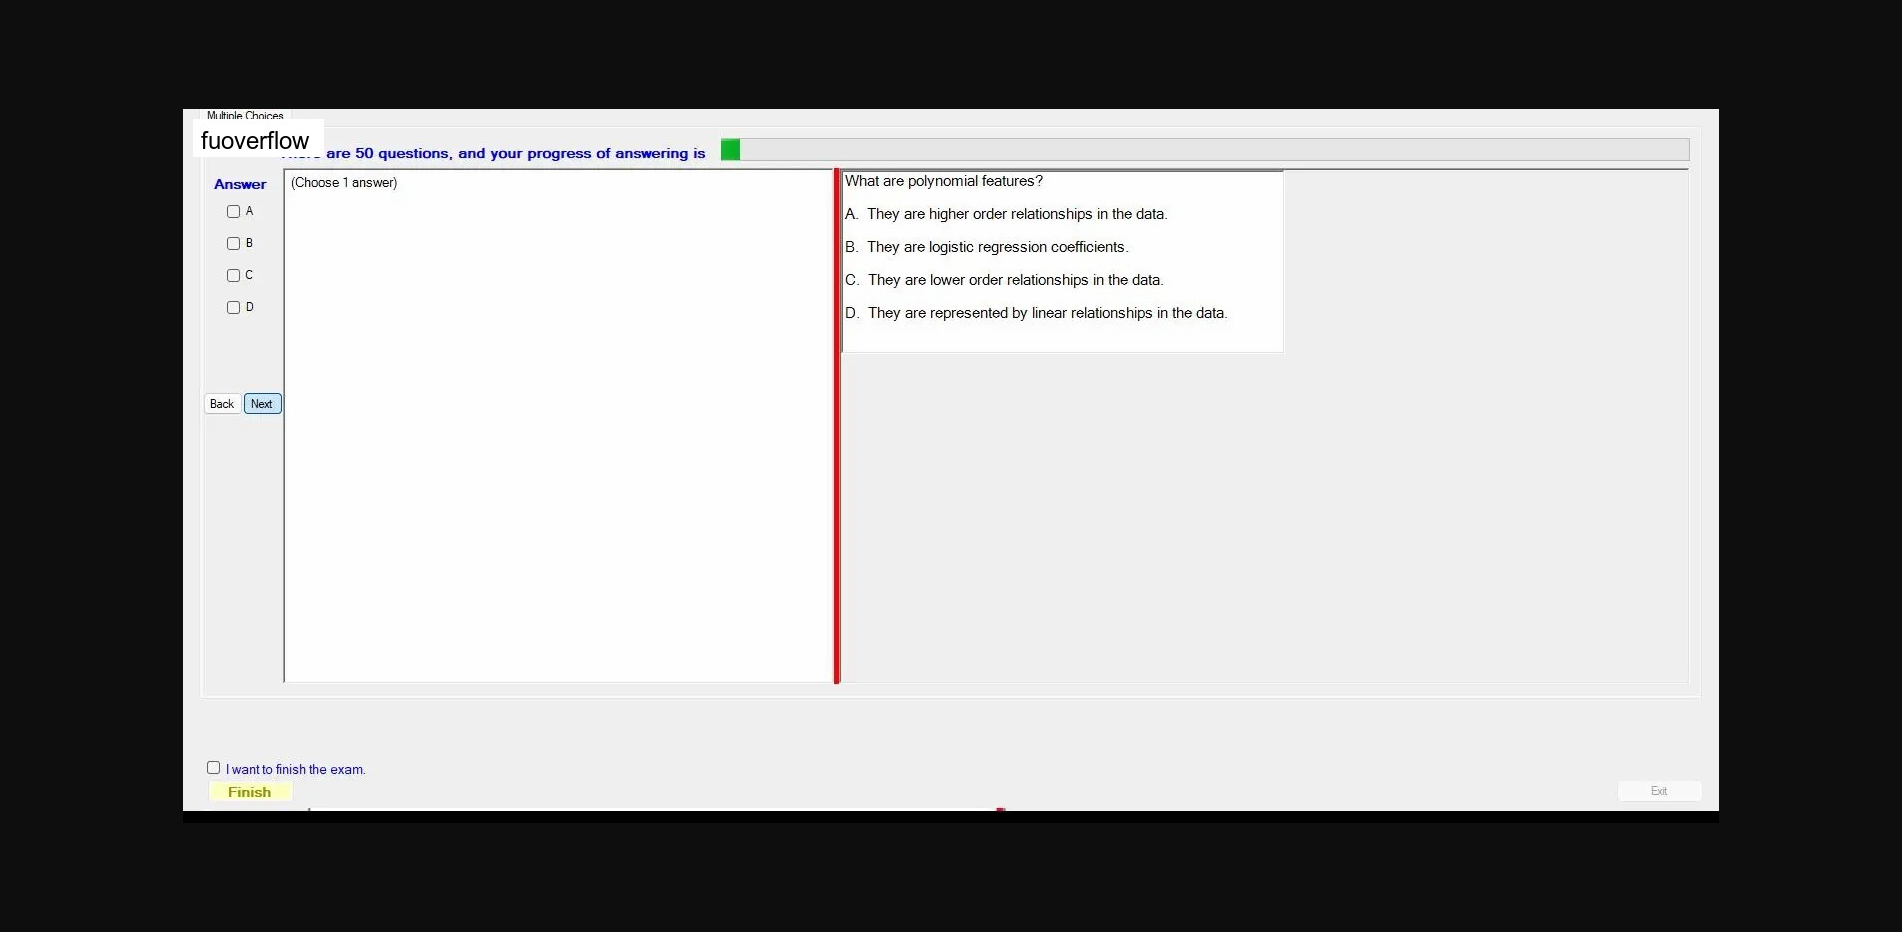 Multiple Choices
fuoverflow
are 50 questions, and your progress of answering is
Answer
(Choose 1 answer)
A
B
C
D
Back Next
What are polynomial features?
A. They are higher order relationships in the data.
B. They are logistic regression coefficients.
C. They are lower order relationships in the data.
D. They are represented by linear relationships in the data.
I want to finish the exam.
Finish
Exit